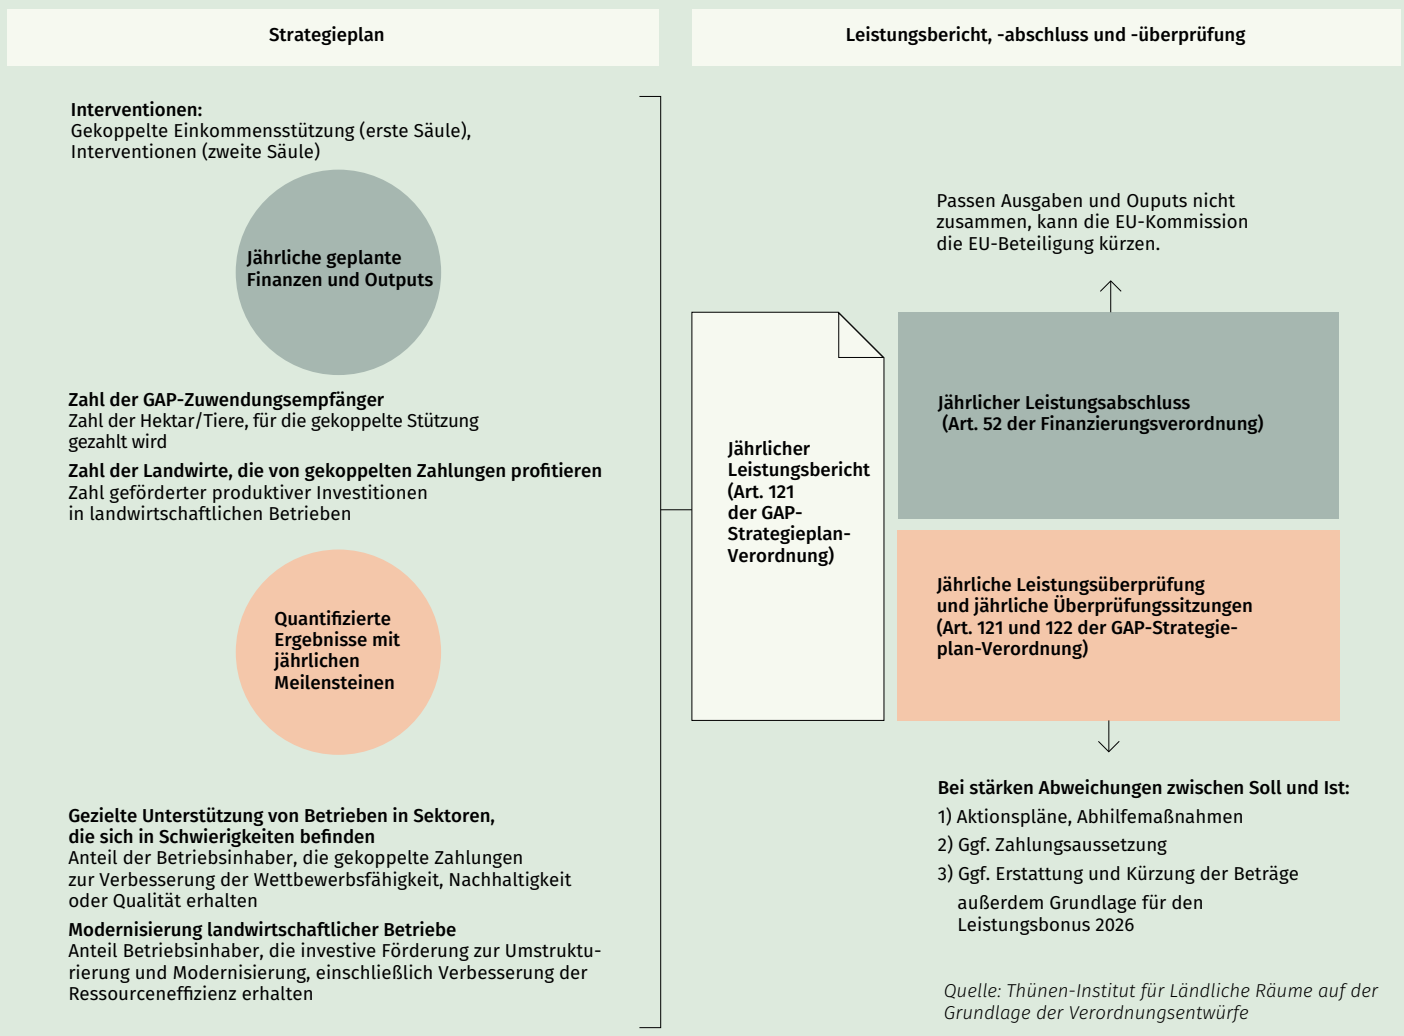 Strategieplan
Interventionen:
Gekoppelte Einkommensstützung (erste Säule),
Interventionen (zweite Säule)
Jährliche geplante
Finanzen und Outputs
Zahl der GAP-Zuwendungsempfänger
Zahl der Hektar/Tiere, für die gekoppelte Stützung
gezahlt wird
Zahl der Landwirte, die von gekoppelten Zahlungen profitieren
Zahl geförderter produktiver Investitionen
in landwirtschaftlichen Betrieben
Quantifizierte
Ergebnisse mit
jährlichen
Meilensteinen
Gezielte Unterstützung von Betrieben in Sektoren,
die sich in Schwierigkeiten befinden
Anteil der Betriebsinhaber, die gekoppelte Zahlungen
zur Verbesserung der Wettbewerbsfähigkeit, Nachhaltigkeit
oder Qualität erhalten
Modernisierung landwirtschaftlicher Betriebe
Anteil Betriebsinhaber, die investive Förderung zur Umstruktu-
rierung und Modernisierung, einschließlich Verbesserung der
Ressourceneffizienz erhalten
Leistungsbericht, -abschluss und -überprüfung
Jährlicher
Leistungsbericht
(Art. 121
der GAP-
Strategieplan-
Verordnung)
Passen Ausgaben und Ouputs nicht
zusammen, kann die EU-Kommission
die EU-Beteiligung kürzen.
Jährlicher Leistungsabschluss
(Art. 52 der Finanzierungsverordnung)
Jährliche Leistungsüberprüfung
und jährliche Überprüfungssitzungen
(Art. 121 und 122 der GAP-Strategie-
plan-Verordnung)
Bei stärken Abweichungen zwischen Soll und Ist:
1) Aktionspläne, Abhilfemaßnahmen
2) Ggf. Zahlungsaussetzung
3) Ggf. Erstattung und Kürzung der Beträge
außerdem Grundlage für den
Leistungsbonus 2026
Quelle: Thünen-Institut für Ländliche Räume auf der
Grundlage der Verordnungsentwürfe